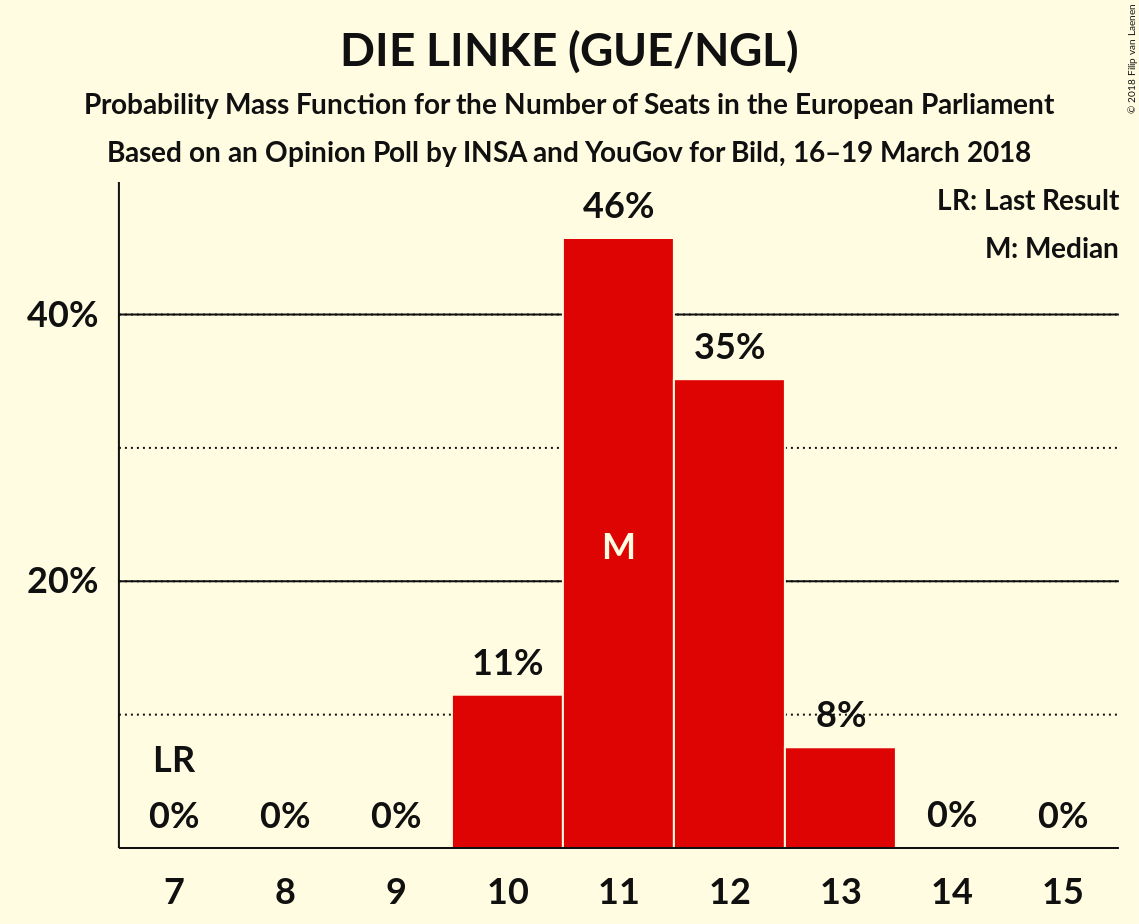 DIE LINKE (GUE/NGL)
Probability Mass Function for the Number of Seats in the European Parliament
Based on an Opinion Poll by INSA and YouGov for Bild, 16–19 March 2018
© 2018 Filip van Laenen
LR: Last Result
M: Median
46%
40%
35%
M
20%
11%
8%
LR
0%
0%
0%
0%
0%
7
8
9
10
11
12
13
14
15